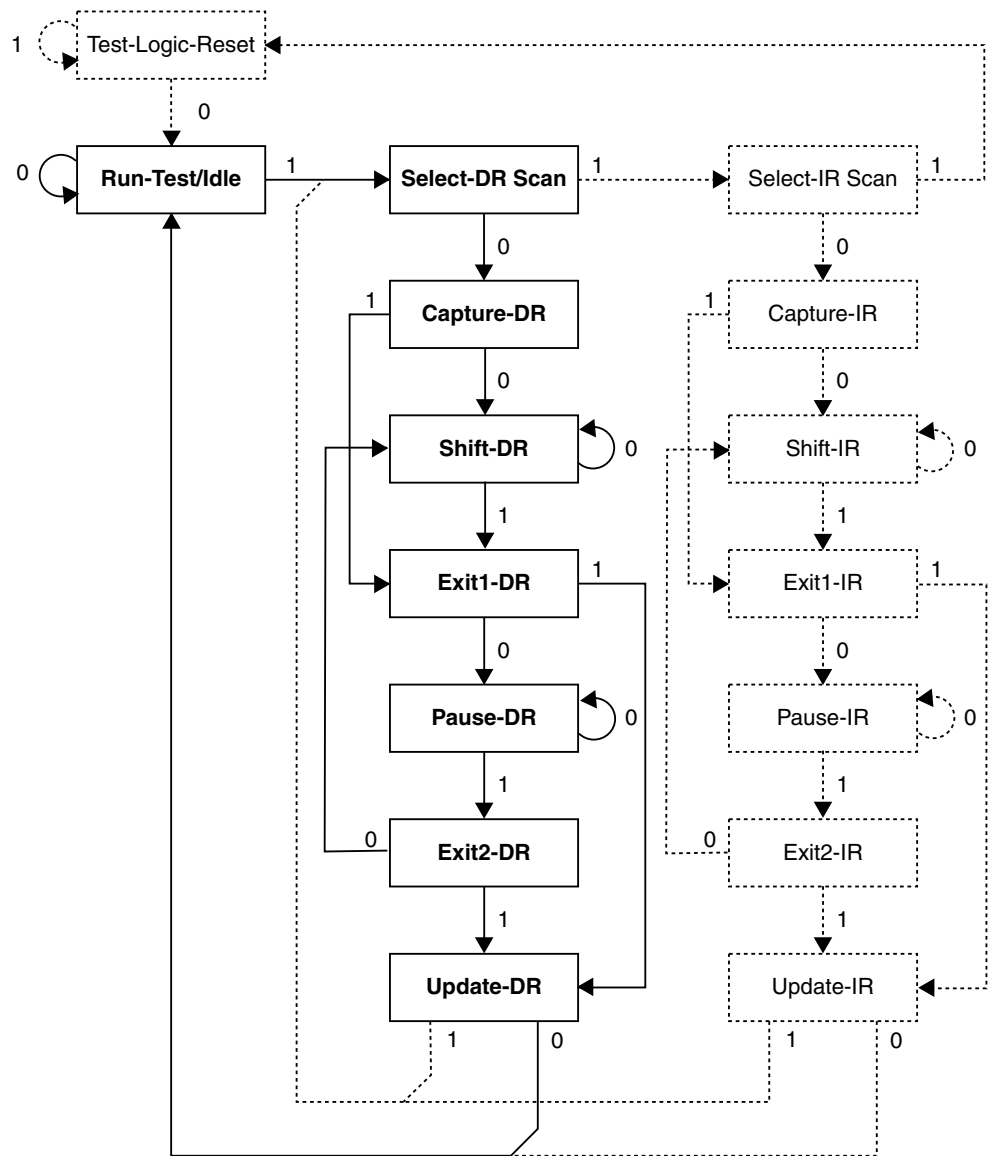 1 Test-Logic-Reset
0
0 Run-Test/Idle 1 Select-DR Scan 1 Select-IR Scan 1
0 0
1 Capture-DR 1 Capture-IR
0 0
Shift-DR 0 Shift-IR 0
1 1
Exit1-DR 1 Exit1-IR 1
0 0
Pause-DR 0 Pause-IR 0
1 1
0 Exit2-DR 0 Exit2-IR
1 1
Update-DR Update-IR
1 0 1 0